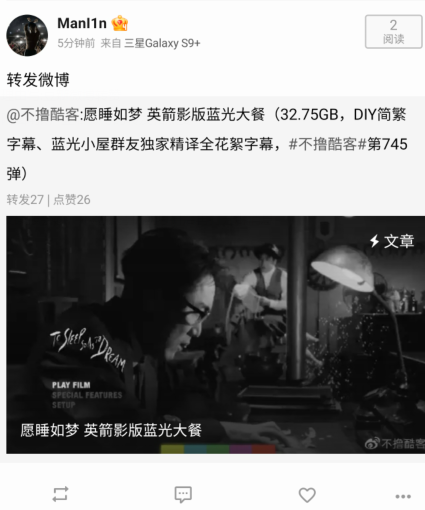 ManI1n
2
阅读
5分钟前 来自 三星Galaxy S9+
转发微博
@不撸酷客:愿睡如梦 英箭影版蓝光大餐（32.75GB，DIY简繁
字幕、蓝光小屋群友独家精译全花絮字幕，#不撸酷客#第745
弹）
转发27 | 点赞26
文章
TO SLEEP SO AS TO DREAM
PLAY FILM
SPECIAL FEATURES
SETUP
愿睡如梦 英箭影版蓝光大餐
不撸酷客